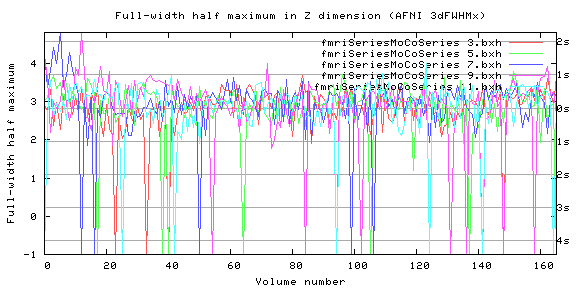 Full-width half maximum in Z dimension (AFNI 3dFWHMx)
fmriSeriesMoCoSeries 3.bxh
fmriSeriesMoCoSeries 5.bxh
fmriSeriesMoCoSeries 7.bxh
fmriSeriesMoCoSeries 9.bxh
fmriSeriesMoCoSeries 11.bxh
Full-width half maximum
4
3
2
1
0
-1
2s
1s
0s
1s
2s
3s
4s
0 20 40 60 80 100 120 140 160
Volume number